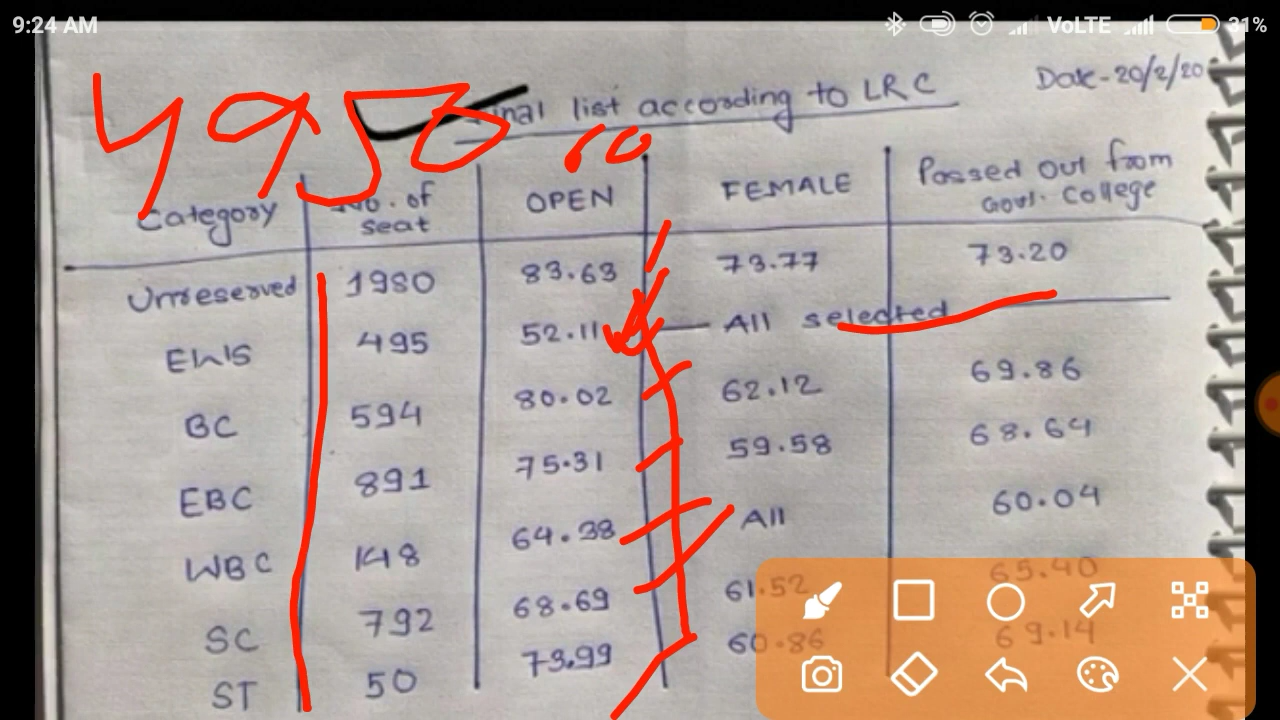 9:24 AM VoLTE 31%
Date-20/2/20
4950
inal list according to LRC
Category No. of seat OPEN FEMALE Passed Out from Govt. College
Unreserved 1980 83.63 73.77 73.20
EWS 495 52.11 — All selected
BC 594 80.02 62.12 69.86
EBC 891 75.31 59.58 68.64
WBC 148 64.38 All 60.04
SC 792 68.69 61.52 65.40
ST 50 73.99 60.86 69.14